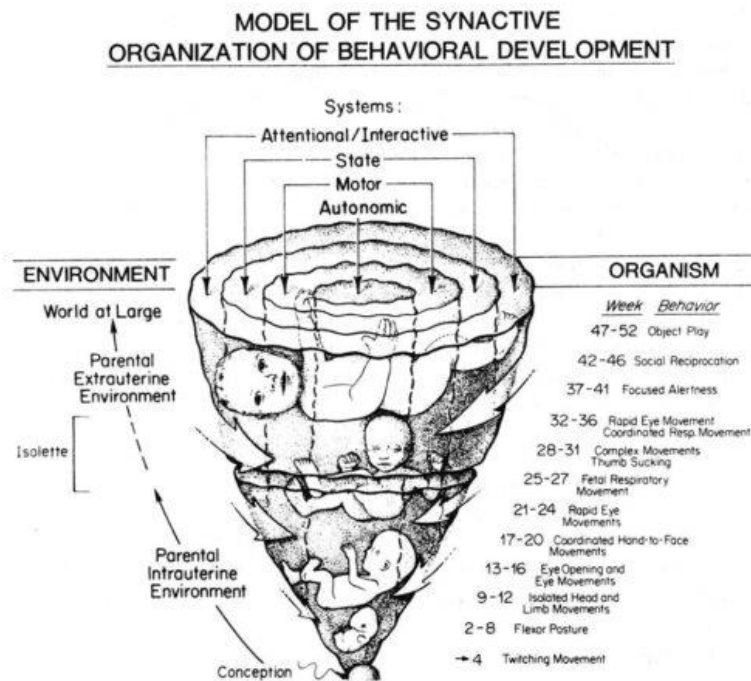 MODEL OF THE SYNACTIVE
ORGANIZATION OF BEHAVIORAL DEVELOPMENT
Systems:
Attentional/Interactive
State
Motor
Autonomic
ENVIRONMENT
World at Large
Parental
Extrauterine
Environment
Isolette
Parental
Intrauterine
Environment
Conception
ORGANISM
Week Behavior
47-52 Object Play
42-46 Social Reciprocation
37-41 Focused Alertness
32-36 Rapid Eye Movement
Coordinated Resp. Movement
28-31 Complex Movements
Thumb Sucking
25-27 Fetal Respiratory
Movement
21-24 Rapid Eye
Movements
17-20 Coordinated Hand-to-Face
Movements
13-16 Eye Opening and
Eye Movements
9-12 Isolated Head and
Limb Movements
2-8 Flexor Posture
→4 Twitching Movement